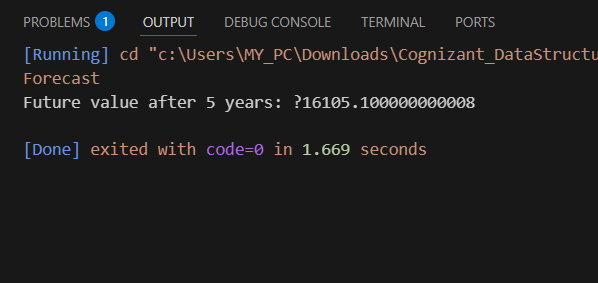 PROBLEMS 1 OUTPUT DEBUG CONSOLE TERMINAL PORTS
[Running] cd "c:\Users\MY_PC\Downloads\Cognizant_DataStructu
Forecast
Future value after 5 years: ?16105.100000000008
[Done] exited with code=0 in 1.669 seconds